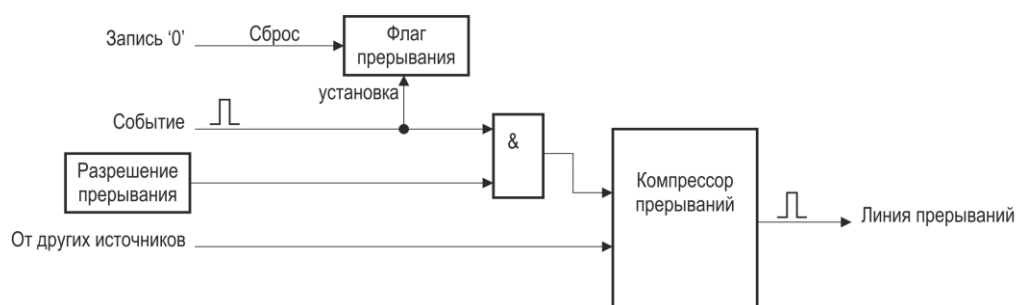 Запись ‘0’
Сброс
Флаг
прерывания
установка
Событие
&
Разрешение
прерывания
Компрессор
прерываний
Линия прерываний
От других источников